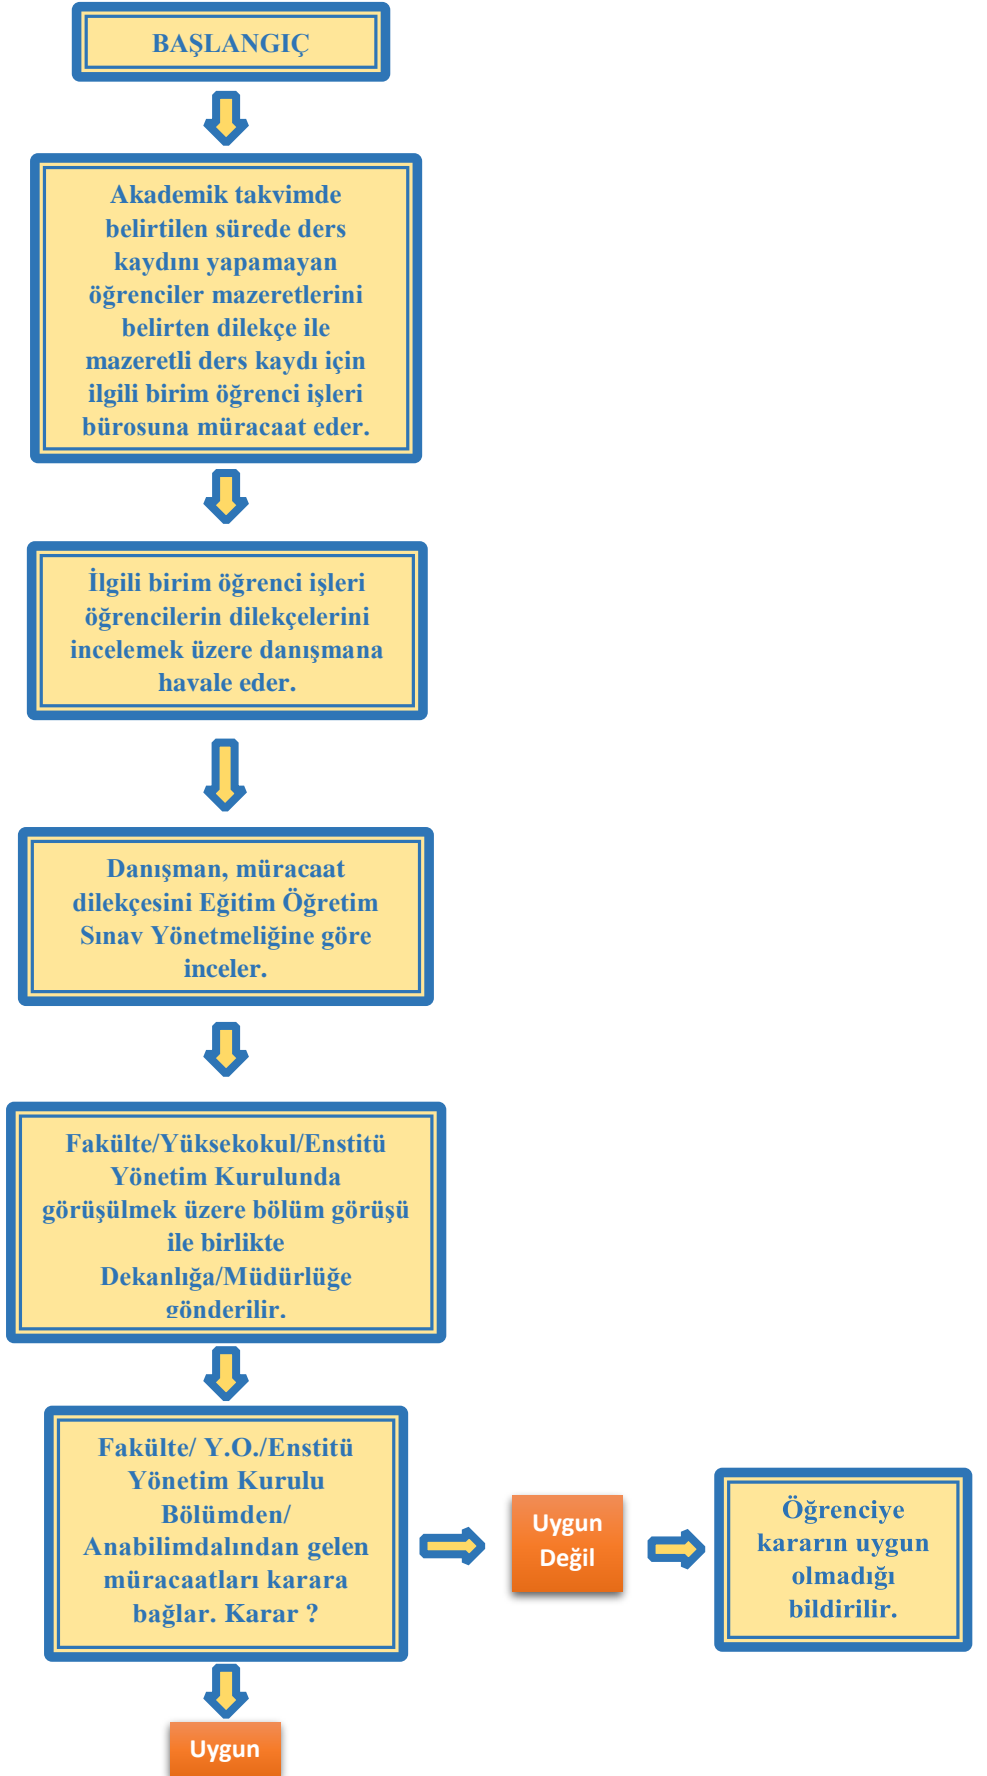 BAŞLANGIÇ
Akademik takvimde
belirtilen sürede ders
kaydını yapamayan
öğrenciler mazeretlerini
belirten dilekçe ile
mazeretli ders kaydı için
ilgili birim öğrenci işleri
bürosuna müracaat eder.
İlgili birim öğrenci işleri
öğrencilerin dilekçelerini
incelemek üzere danışmana
havale eder.
Danışman, müracaat
dilekçesini Eğitim Öğretim
Sınav Yönetmeliğine göre
inceler.
Fakülte/Yüksekokul/Enstitü
Yönetim Kurulunda
görüşülmek üzere bölüm görüşü
ile birlikte
Dekanlığa/Müdürlüğe
gönderilir.
Fakülte/ Y.O./Enstitü
Yönetim Kurulu
Bölümden/
Anabilimdalından gelen
müracaatları karara
bağlar. Karar ?
Uygun
Değil
Öğrenciye
kararın uygun
olmadığı
bildirilir.
Uygun